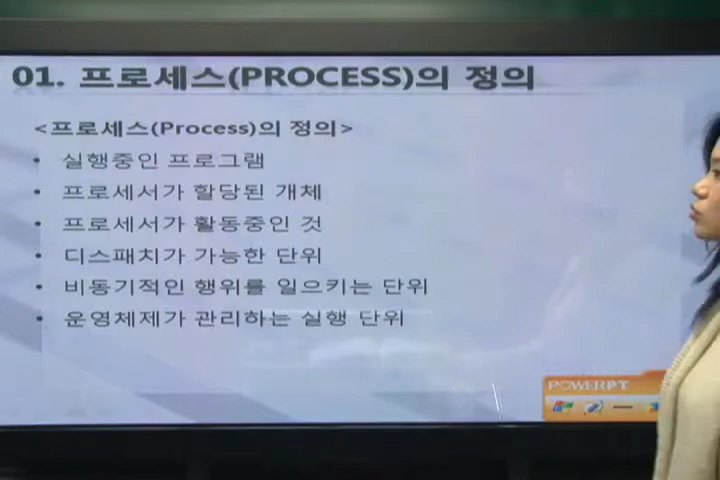 01. 프로세스(PROCESS)의 정의
<프로세스(Process)의 정의>
• 실행중인 프로그램
• 프로세서가 할당된 개체
• 프로세서가 활동중인 것
• 디스패치가 가능한 단위
• 비동기적인 행위를 일으키는 단위
• 운영체제가 관리하는 실행 단위
POWERPT